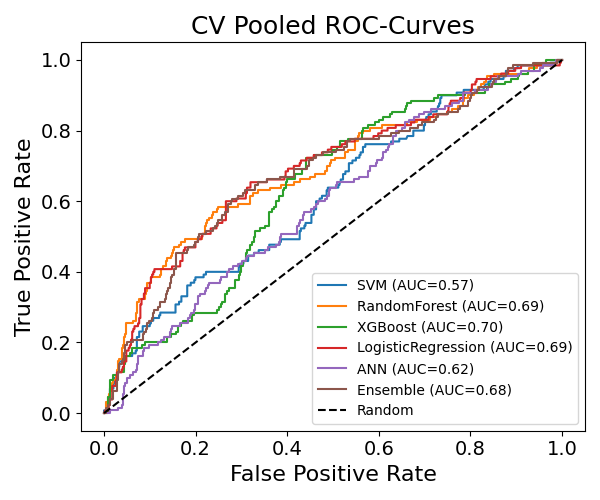 CV Pooled ROC-Curves
True Positive Rate
1.0
0.8
0.6
0.4
0.2
0.0
SVM (AUC=0.57)
RandomForest (AUC=0.69)
XGBoost (AUC=0.70)
LogisticRegression (AUC=0.69)
ANN (AUC=0.62)
Ensemble (AUC=0.68)
Random
0.0 0.2 0.4 0.6 0.8 1.0
False Positive Rate